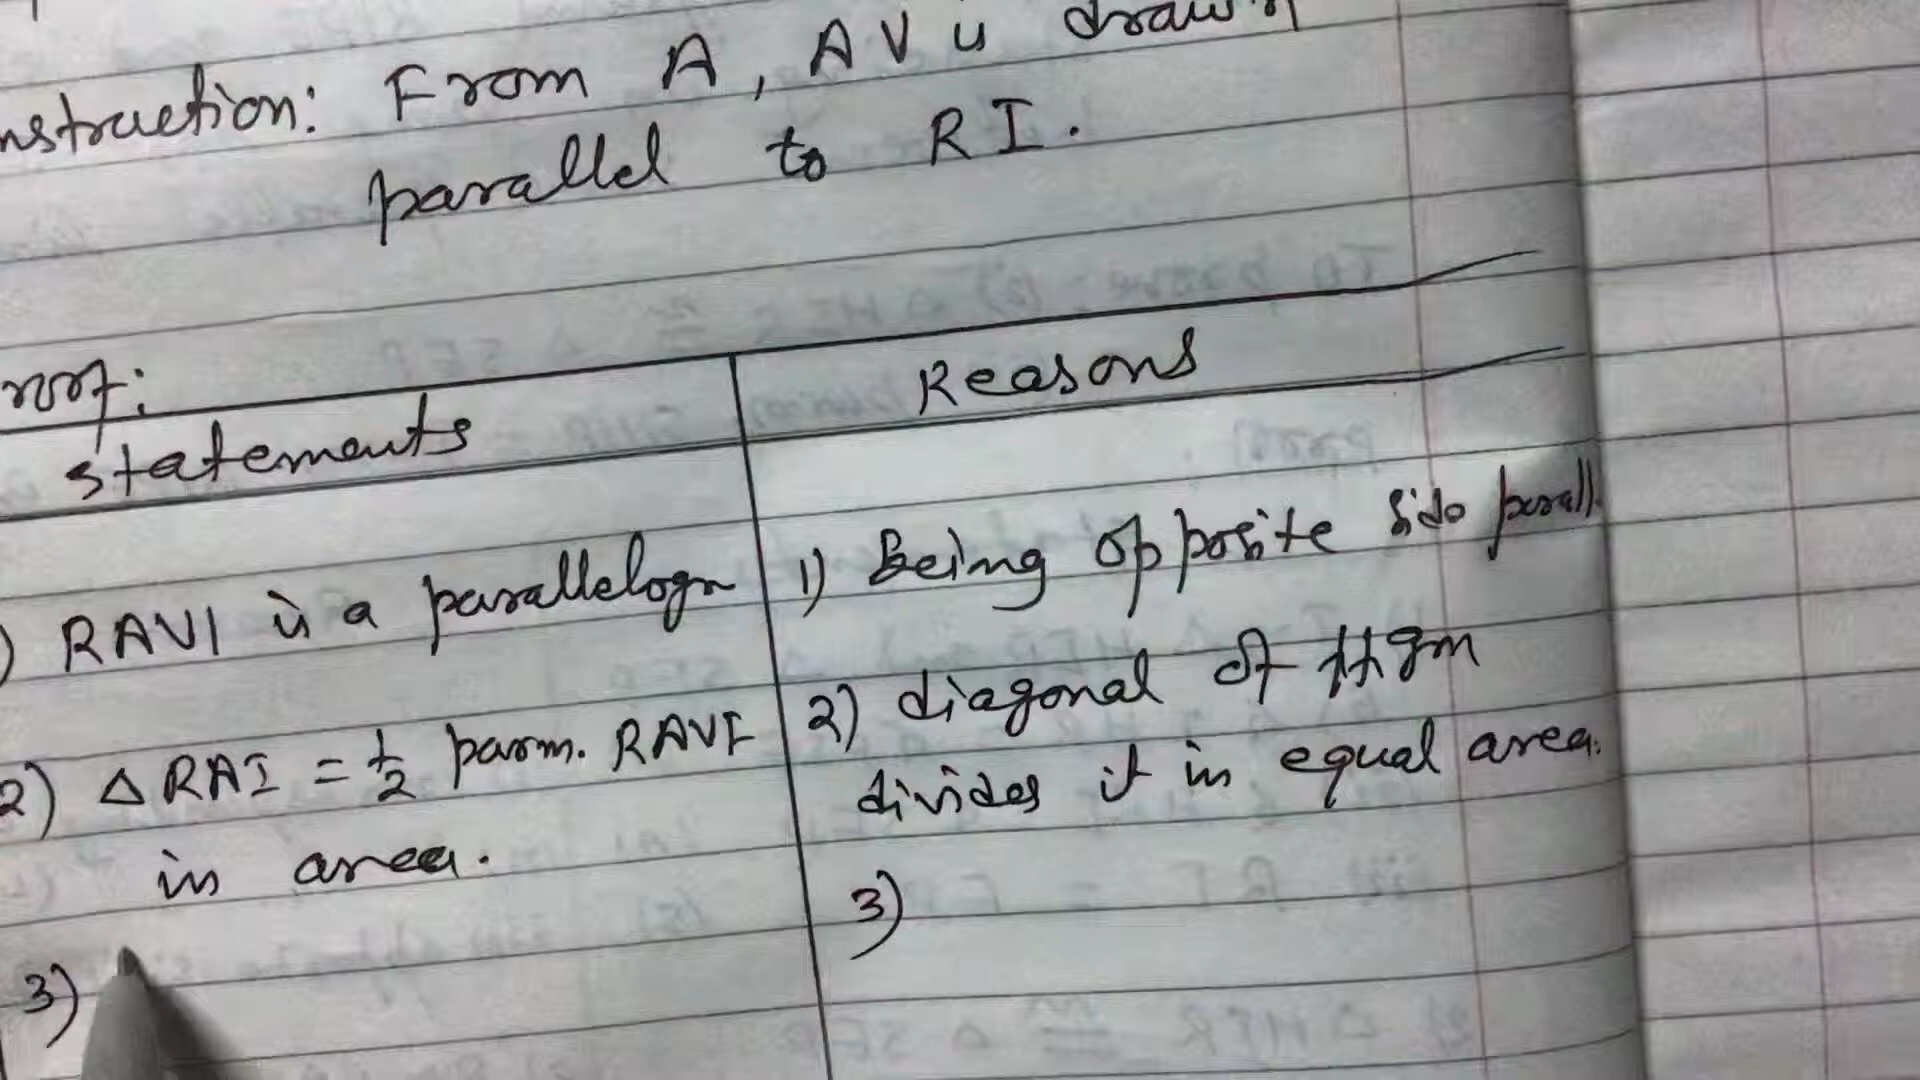 nstruction: From A, AV is drawn
parallel to RI.
roof:
statements
Reasons
) RAVI is a parallelogm
1) Being opposite side parall.
2) △RAI = 1/2 parm. RAVI
in area.
2) diagonal of ||gm
divides it in equal area.
3)
3)